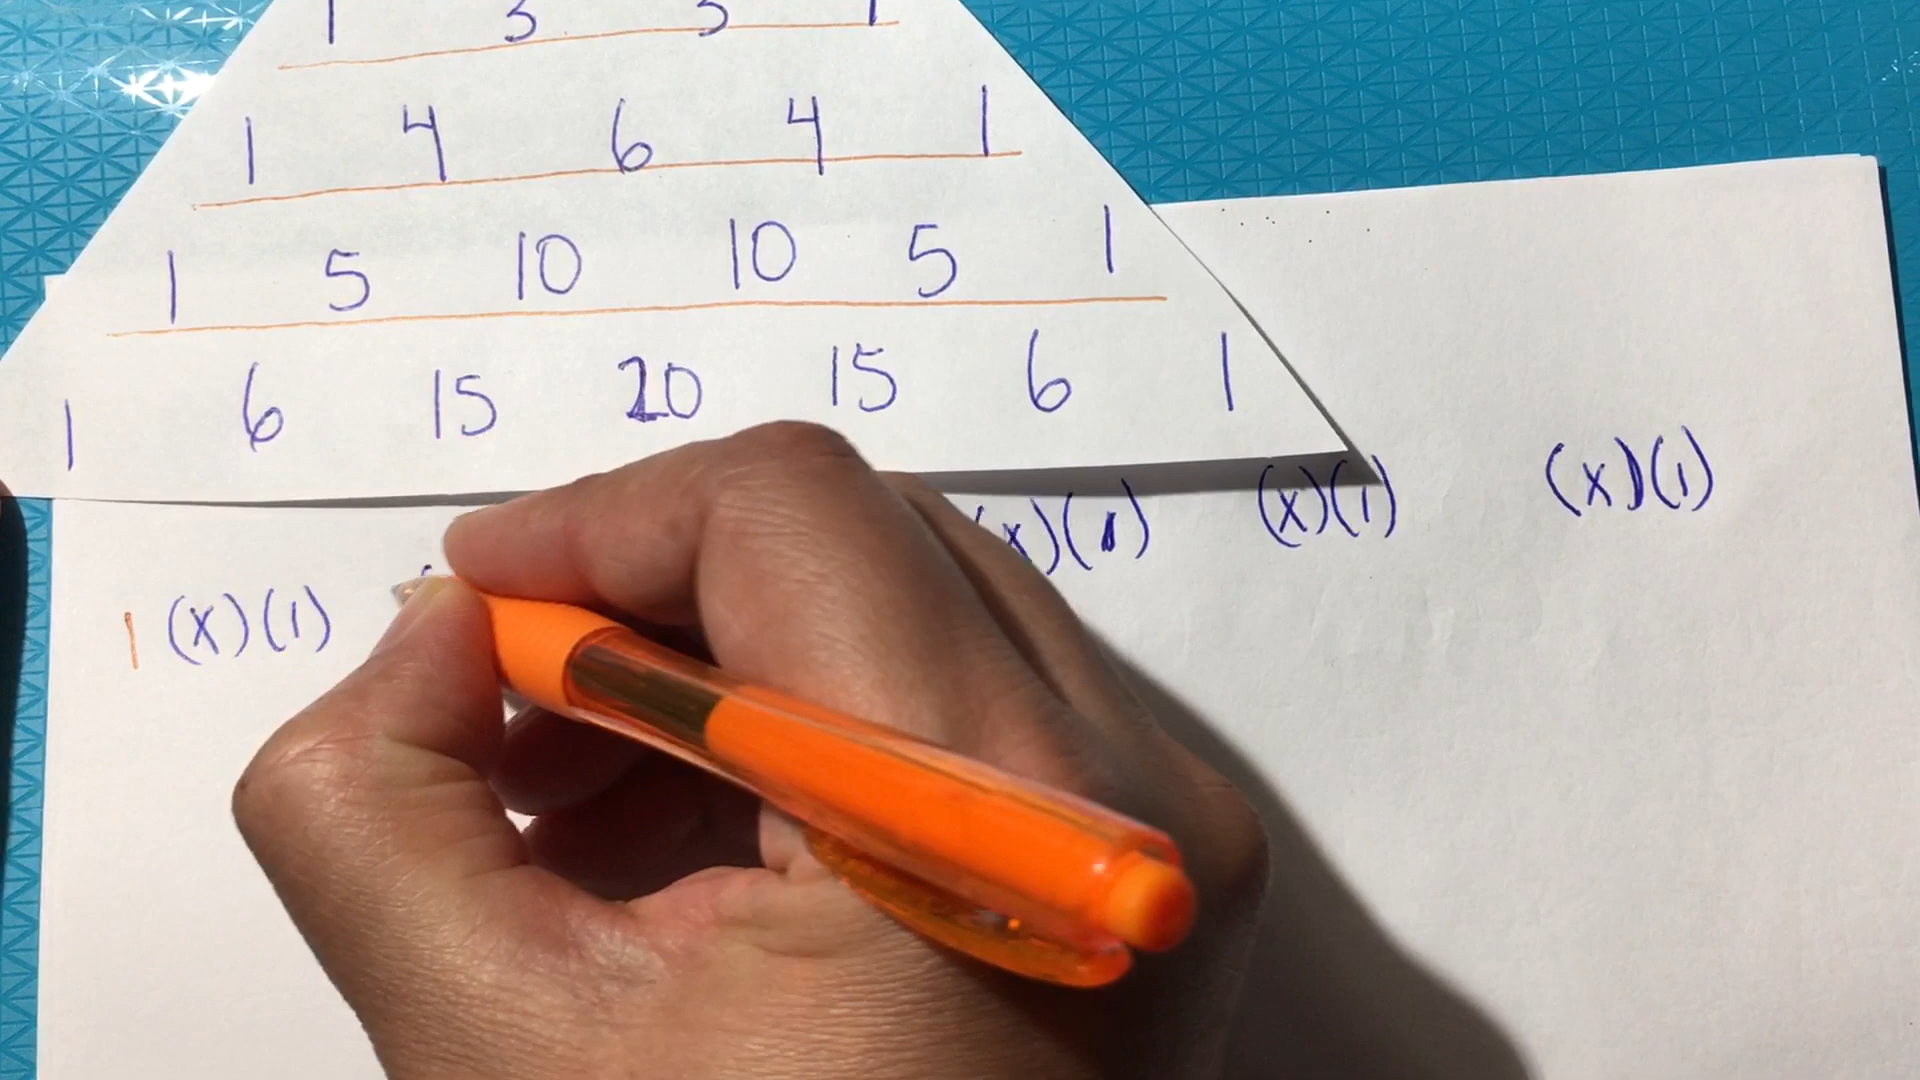 1 3 3 1
1 4 6 4 1
1 5 10 10 5 1
1 6 15 20 15 6 1
1 (x)(1) (x)(1) (x)(1) (x)(1)